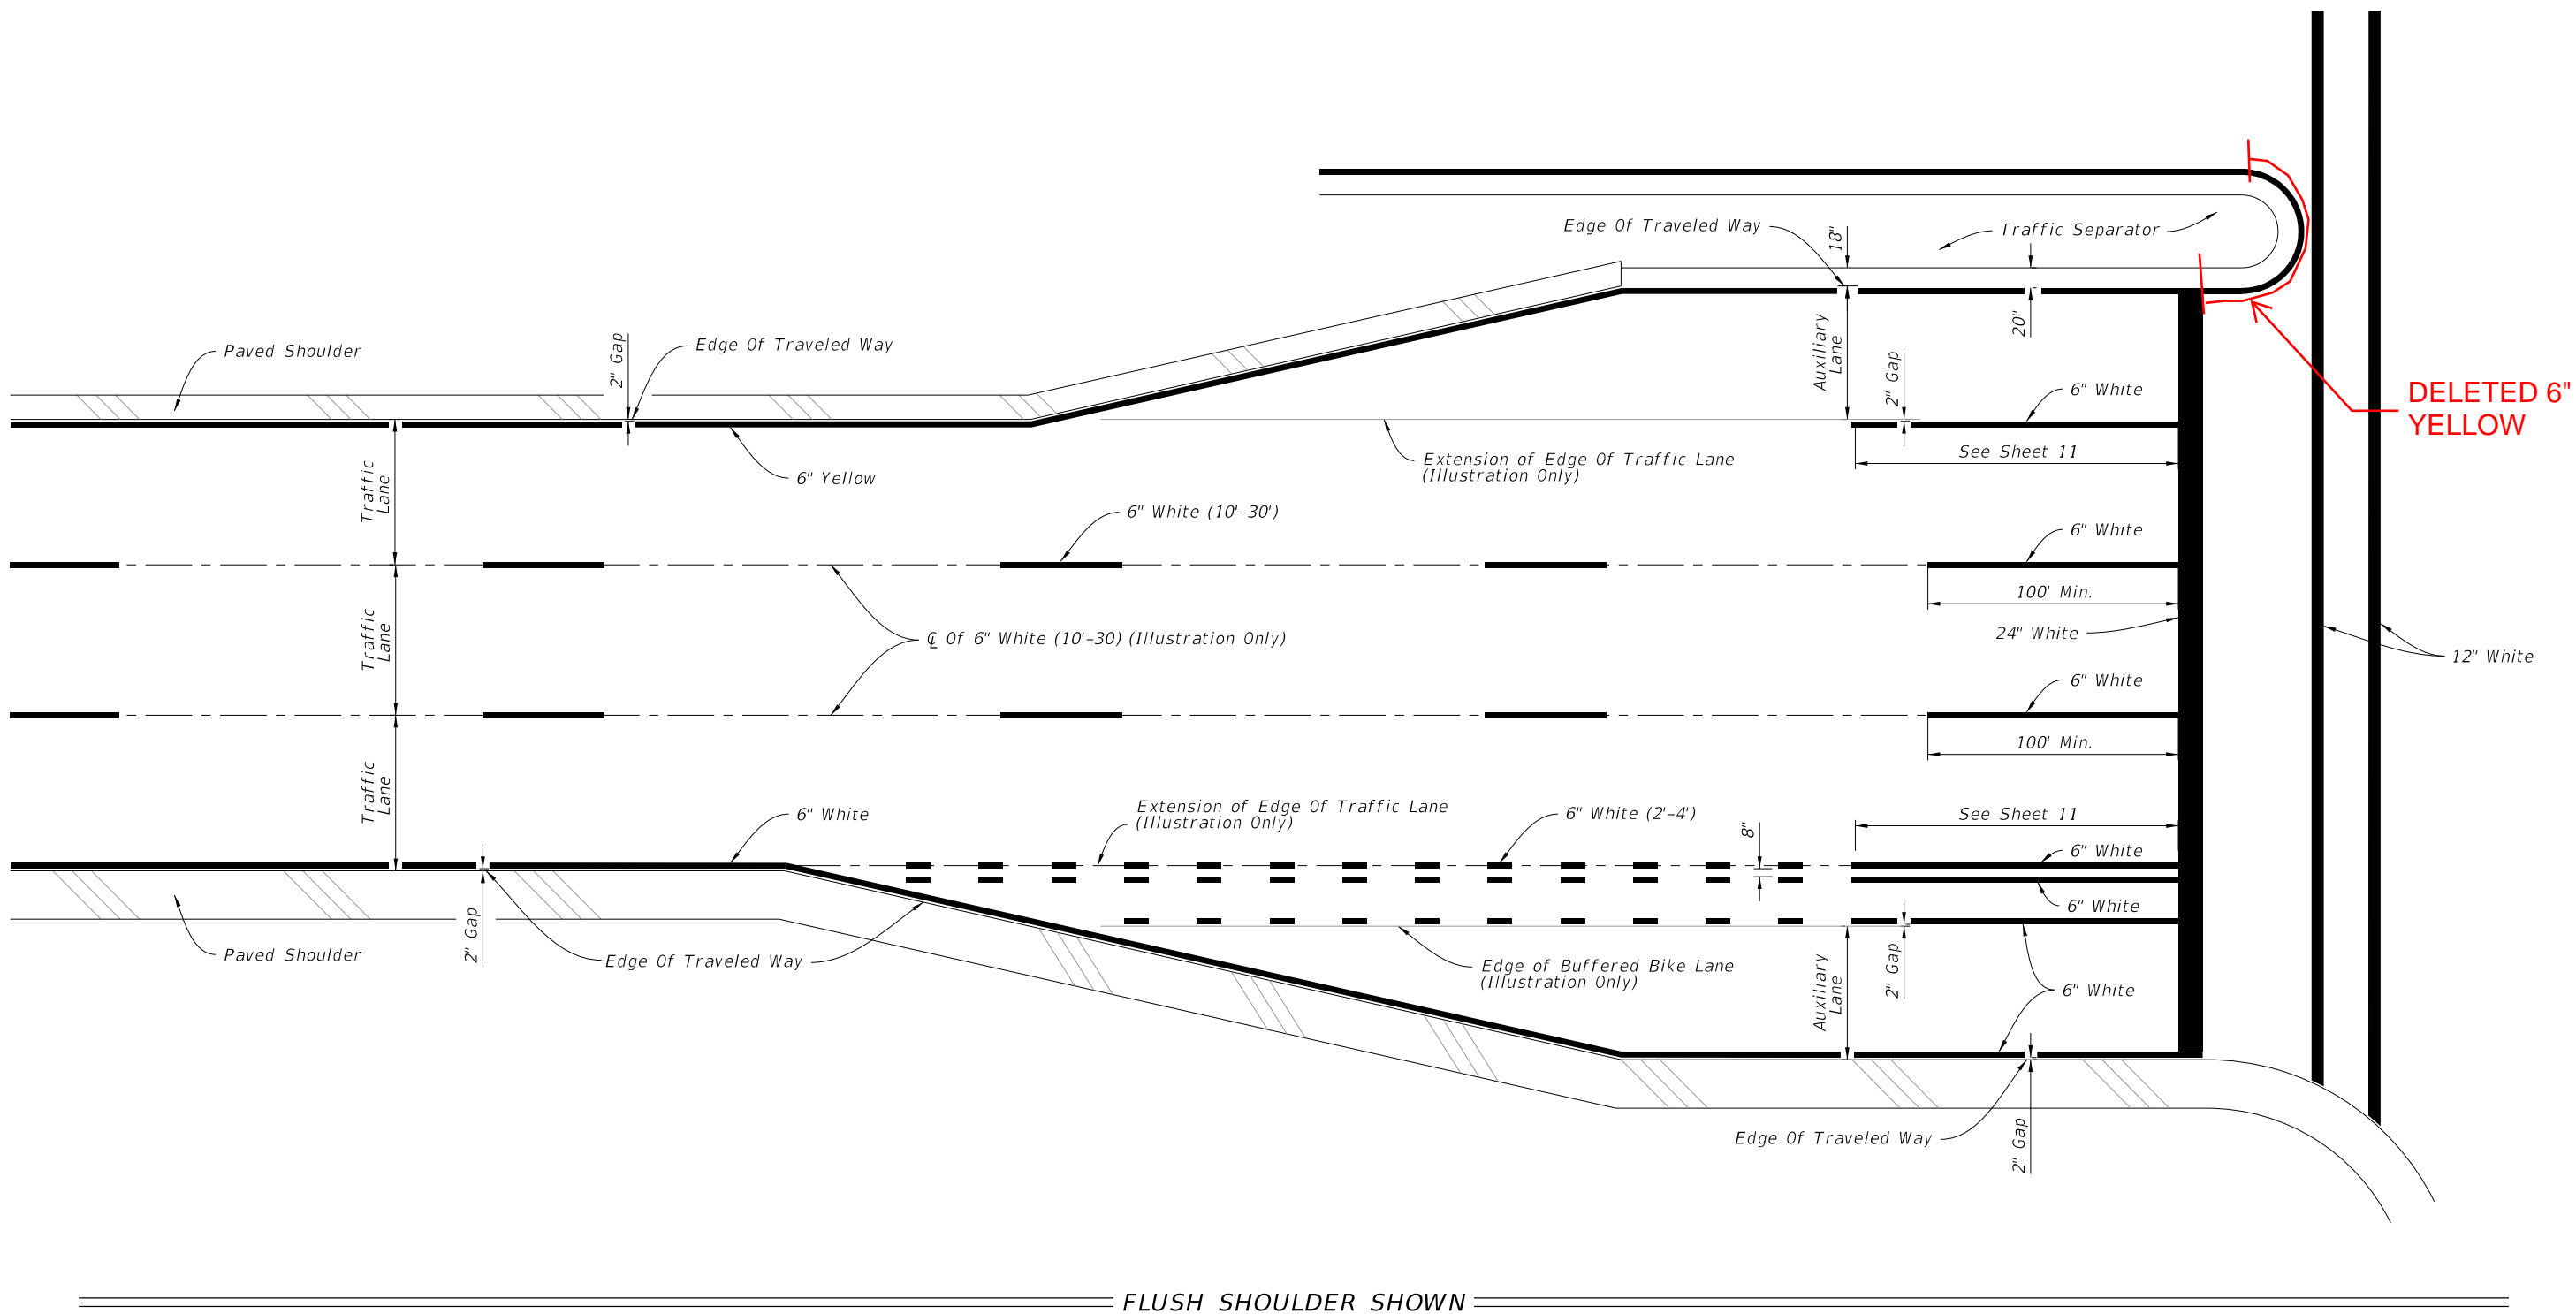 Edge Of Traveled Way
18"
Traffic Separator
20"
Paved Shoulder
2" Gap
Edge Of Traveled Way
Auxiliary
Lane
2" Gap
6" White
DELETED 6"
YELLOW
See Sheet 11
Traffic
Lane
6" Yellow
Extension of Edge Of Traffic Lane
(Illustration Only)
6" White (10'-30')
6" White
100' Min.
Traffic
Lane
℄ Of 6" White (10'-30) (Illustration Only)
24" White
12" White
6" White
100' Min.
Traffic
Lane
6" White
Extension of Edge Of Traffic Lane
(Illustration Only)
6" White (2'-4')
8"
See Sheet 11
6" White
6" White
Paved Shoulder
2" Gap
Edge Of Traveled Way
Edge of Buffered Bike Lane
(Illustration Only)
Auxiliary
Lane
2" Gap
6" White
Edge Of Traveled Way
2" Gap
FLUSH SHOULDER SHOWN